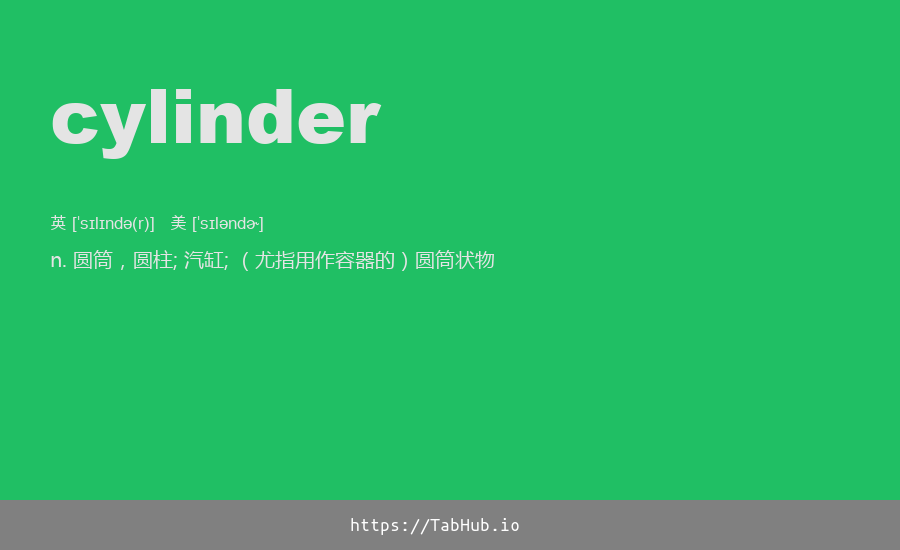 cylinder
英 [ˈsɪlɪndə(r)] 美 [ˈsɪləndɚ]
n. 圆筒，圆柱; 汽缸; （尤指用作容器的）圆筒状物
https://TabHub.io